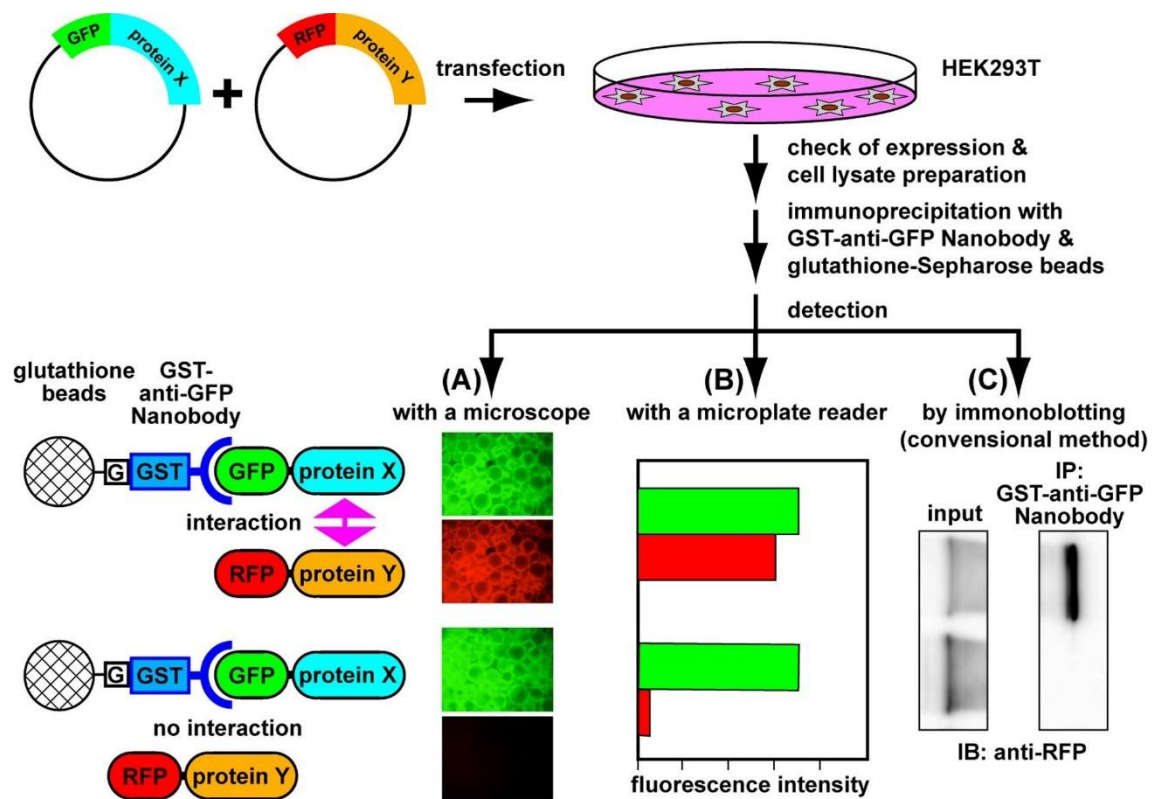 GFP
protein X
+
RFP
protein Y
transfection
HEK293T
check of expression &
cell lysate preparation
immunoprecipitation with
GST-anti-GFP Nanobody &
glutathione-Sepharose beads
detection
glutathione
beads
GST-
anti-GFP
Nanobody
(A)
with a microscope
(B)
with a microplate reader
(C)
by immonoblotting
(convensional method)
G
GST
GFP
protein X
interaction
RFP
protein Y
input
IP:
GST-anti-GFP
Nanobody
G
GST
GFP
protein X
no interaction
RFP
protein Y
fluorescence intensity
IB: anti-RFP